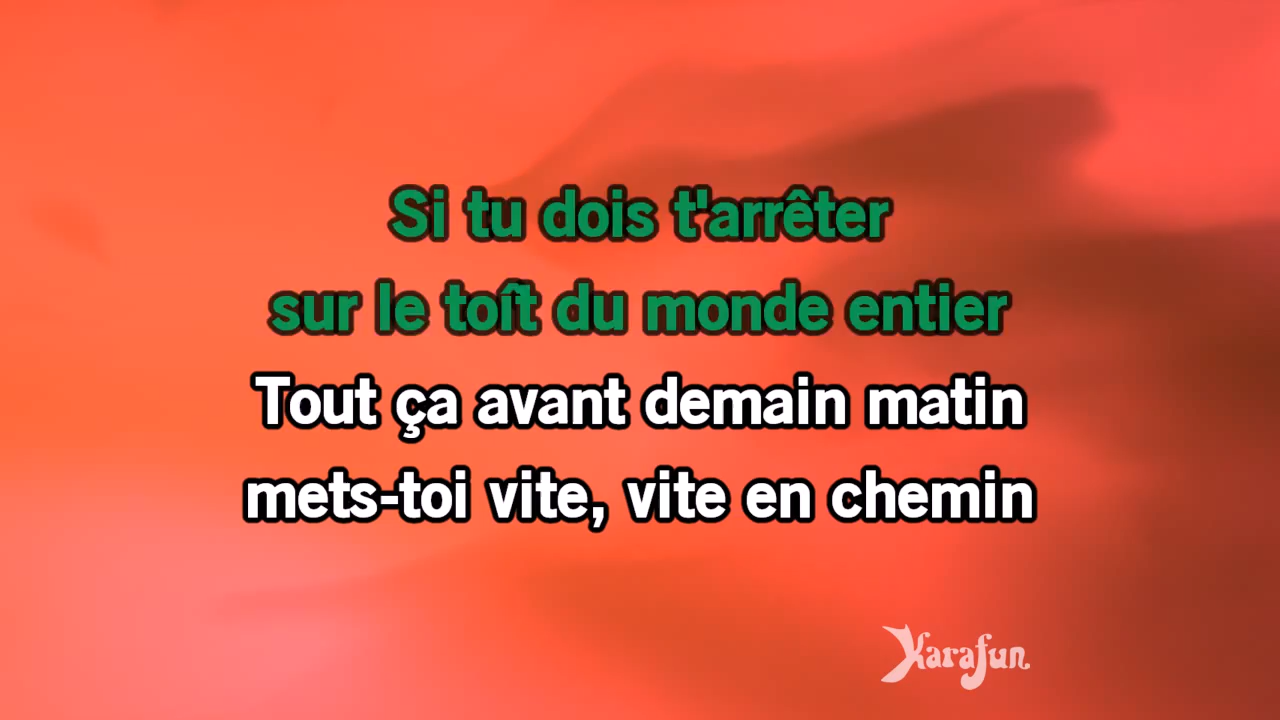 Si tu dois t'arrêter
sur le toît du monde entier
Tout ça avant demain matin
mets-toi vite, vite en chemin
Karafun